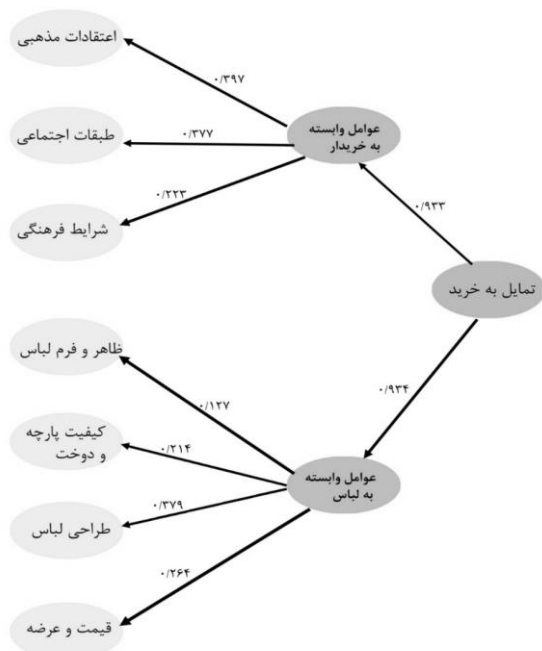 اعتقادات مذهبی
۰/۳۹۷
طبقات اجتماعی
۰/۳۷۷
عوامل وابسته
به خریدار
شرایط فرهنگی
۰/۲۲۳
۰/۹۳۳
تمایل به خرید
ظاهر و فرم لباس
۰/۹۳۴
۰/۱۲۷
کیفیت پارچه
و دوخت
۰/۲۱۴
عوامل وابسته
به لباس
طراحی لباس
۰/۳۷۹
۰/۲۶۴
قیمت و عرضه